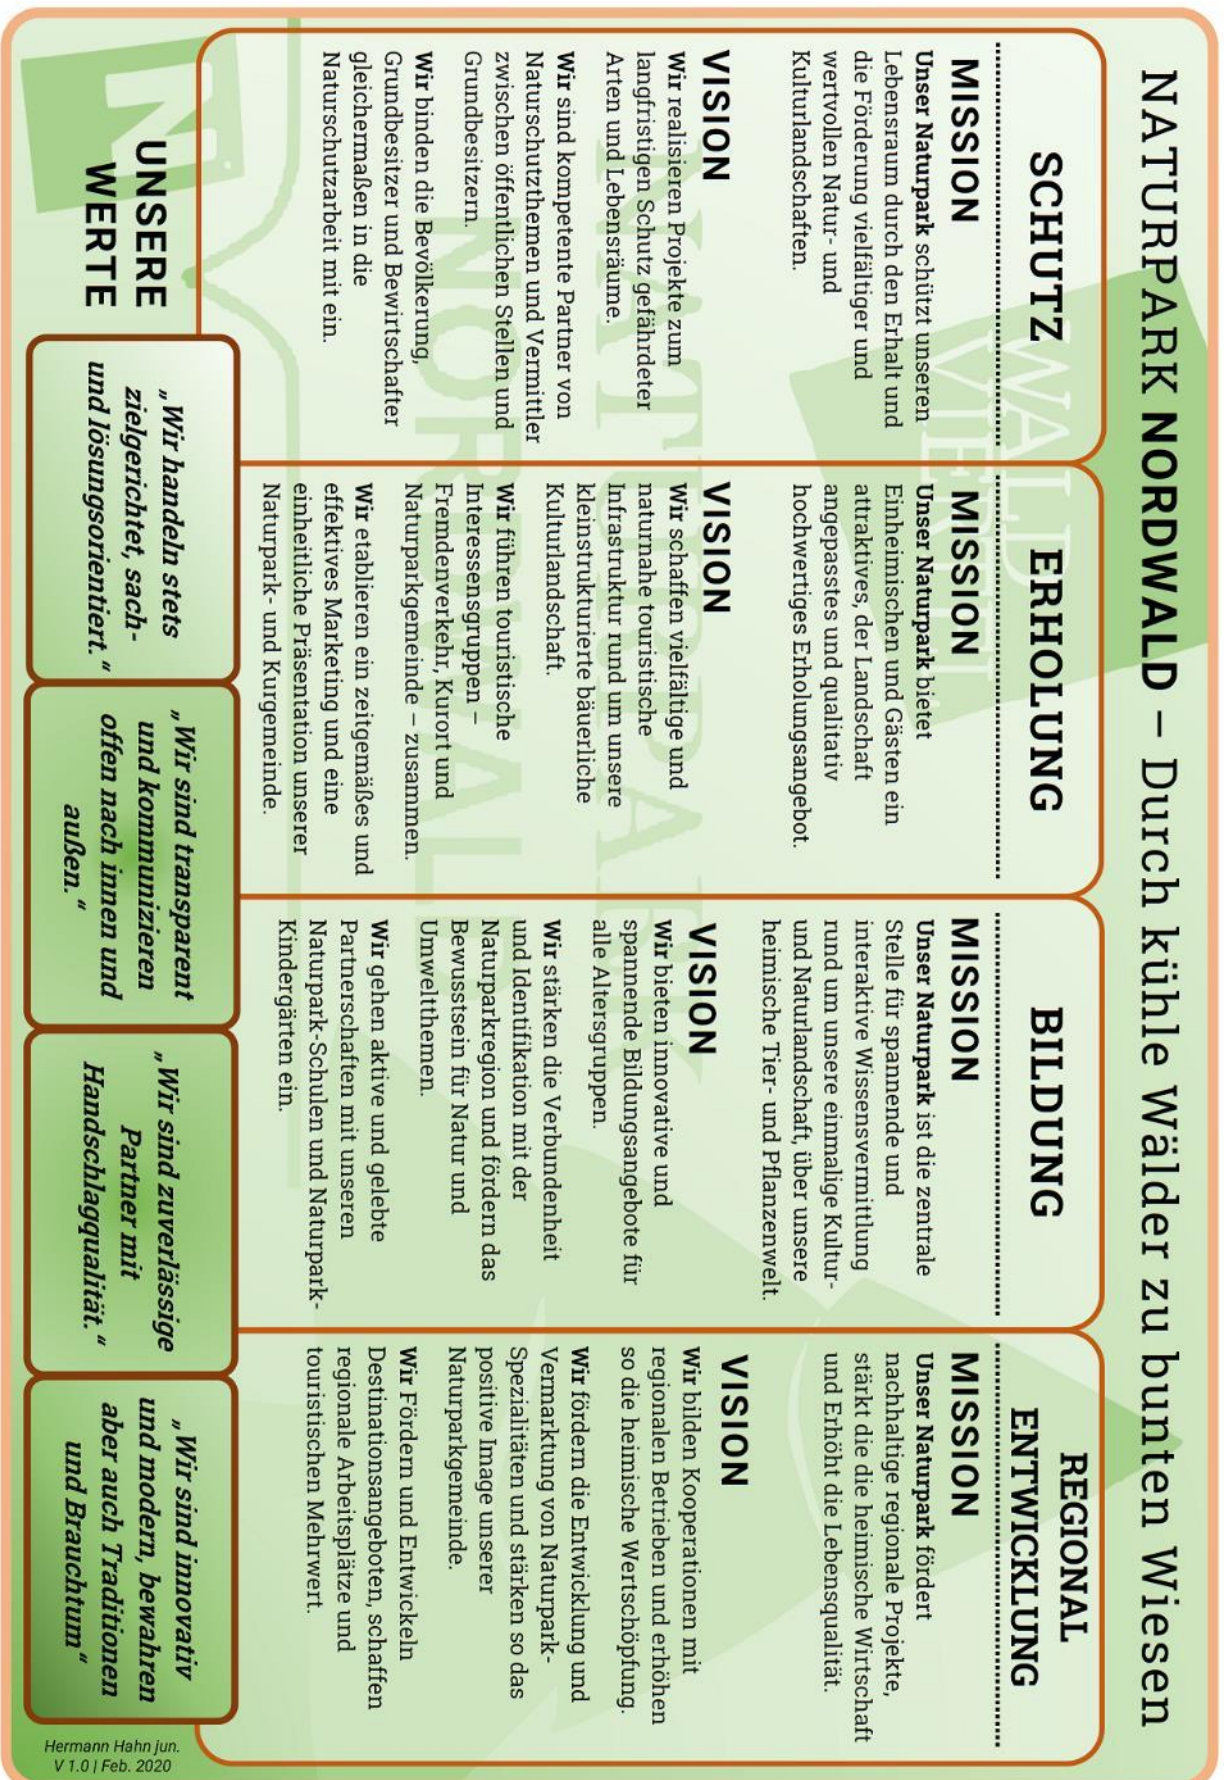 NATURPARK NORDWALD – Durch kühle Wälder zu bunten Wiesen
SCHUTZ
MISSION
Unser Naturpark schützt unseren
Lebensraum durch den Erhalt und
die Förderung vielfältiger und
wertvollen Natur- und
Kulturlandschaften.
VISION
Wir realisieren Projekte zum
langfristigen Schutz gefährdeter
Arten und Lebensräume.
Wir sind kompetente Partner von
Naturschutzthemen und Vermittler
zwischen öffentlichen Stellen und
Grundbesitzern.
Wir binden die Bevölkerung,
Grundbesitzer und Bewirtschafter
gleichermaßen in die
Naturschutzarbeit mit ein.
ERHOLUNG
MISSION
Unser Naturpark bietet
Einheimischen und Gästen ein
attraktives, der Landschaft
angepasstes und qualitativ
hochwertiges Erholungsangebot.
VISION
Wir schaffen vielfältige und
naturnahe touristische
Infrastruktur rund um unsere
kleinstrukturierte bäuerliche
Kulturlandschaft.
Wir führen touristische
Interessensgruppen –
Fremdenverkehr, Kurort und
Naturparkgemeinde – zusammen.
Wir etablieren ein zeitgemäßes und
effektives Marketing und eine
einheitliche Präsentation unserer
Naturpark- und Kurgemeinde.
BILDUNG
MISSION
Unser Naturpark ist die zentrale
Stelle für spannende und
interaktive Wissensvermittlung
rund um unsere einmalige Kultur-
und Naturlandschaft, über unsere
heimische Tier- und Pflanzenwelt.
VISION
Wir bieten innovative und
spannende Bildungsangebote für
alle Altersgruppen.
Wir stärken die Verbundenheit
und Identifikation mit der
Naturparkregion und fördern das
Bewusstsein für Natur und
Umweltthemen.
Wir gehen aktive und gelebte
Partnerschaften mit unseren
Naturpark-Schulen und Naturpark-
Kindergärten ein.
REGIONAL
ENTWICKLUNG
MISSION
Unser Naturpark fördert
nachhaltige regionale Projekte,
stärkt die die heimische Wirtschaft
und Erhöht die Lebensqualität.
VISION
Wir bilden Kooperationen mit
regionalen Betrieben und erhöhen
so die heimische Wertschöpfung.
Wir fördern die Entwicklung und
Vermarktung von Naturpark-
Spezialitäten und stärken so das
positive Image unserer
Naturparkgemeinde.
Wir Fördern und Entwickeln
Destinationsangeboten, schaffen
regionale Arbeitsplätze und
touristischen Mehrwert.
UNSERE
WERTE
„Wir handeln stets
zielgerichtet, sach-
und lösungsorientiert.“
„Wir sind transparent
und kommunizieren
offen nach innen und
außen.“
„Wir sind zuverlässige
Partner mit
Handschlagqualität.“
„Wir sind innovativ
und modern, bewahren
aber auch Traditionen
und Brauchtum“
Hermann Hahn jun.
V 1.0 | Feb. 2020
WALD
VIERTEL
NATURPARK
NORDWALD